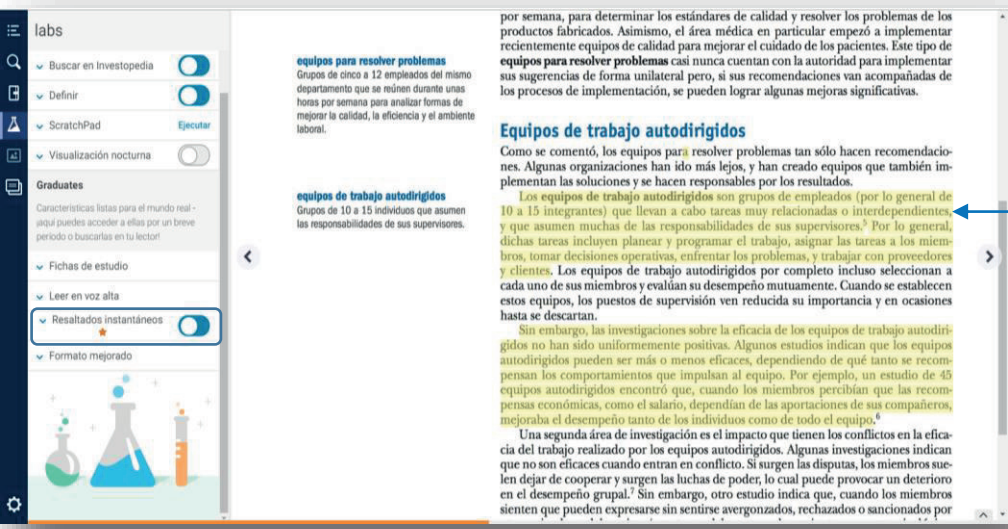 labs
Buscar en Investopedia
Definir
ScratchPad Ejecutar
Visualización nocturna
Graduates
Características listas para el mundo real -
¡aquí puedes acceder a ellas por un breve
periodo o buscarlas en tu lector!
Fichas de estudio
Leer en voz alta
Resaltados instantáneos
Formato mejorado
equipos para resolver problemas
Grupos de cinco a 12 empleados del mismo
departamento que se reúnen durante unas
horas por semana para analizar formas de
mejorar la calidad, la eficiencia y el ambiente
laboral.
equipos de trabajo autodirigidos
Grupos de 10 a 15 individuos que asumen
las responsabilidades de sus supervisores.
por semana, para determinar los estándares de calidad y resolver los problemas de los
productos fabricados. Asimismo, el área médica en particular empezó a implementar
recientemente equipos de calidad para mejorar el cuidado de los pacientes. Este tipo de
equipos para resolver problemas casi nunca cuentan con la autoridad para implementar
sus sugerencias de forma unilateral pero, si sus recomendaciones van acompañadas de
los procesos de implementación, se pueden lograr algunas mejoras significativas.
Equipos de trabajo autodirigidos
Como se comentó, los equipos para resolver problemas tan sólo hacen recomendacio-
nes. Algunas organizaciones han ido más lejos, y han creado equipos que también im-
plementan las soluciones y se hacen responsables por los resultados.
Los equipos de trabajo autodirigidos son grupos de empleados (por lo general de
10 a 15 integrantes) que llevan a cabo tareas muy relacionadas o interdependientes,
y que asumen muchas de las responsabilidades de sus supervisores.5 Por lo general,
dichas tareas incluyen planear y programar el trabajo, asignar las tareas a los miem-
bros, tomar decisiones operativas, enfrentar los problemas, y trabajar con proveedores
y clientes. Los equipos de trabajo autodirigidos por completo incluso seleccionan a
cada uno de sus miembros y evalúan su desempeño mutuamente. Cuando se establecen
estos equipos, los puestos de supervisión ven reducida su importancia y en ocasiones
hasta se descartan.
Sin embargo, las investigaciones sobre la eficacia de los equipos de trabajo autodiri-
gidos no han sido uniformemente positivas. Algunos estudios indican que los equipos
autodirigidos pueden ser más o menos eficaces, dependiendo de qué tanto se recom-
pensan los comportamientos que impulsan al equipo. Por ejemplo, un estudio de 45
equipos autodirigidos encontró que, cuando los miembros percibían que las recom-
pensas económicas, como el salario, dependían de las aportaciones de sus compañeros,
mejoraba el desempeño tanto de los individuos como de todo el equipo.6
Una segunda área de investigación es el impacto que tienen los conflictos en la efica-
cia del trabajo realizado por los equipos autodirigidos. Algunas investigaciones indican
que no son eficaces cuando entran en conflicto. Si surgen las disputas, los miembros sue-
len dejar de cooperar y surgen las luchas de poder, lo cual puede provocar un deterioro
en el desempeño grupal.7 Sin embargo, otro estudio indica que, cuando los miembros
sienten que pueden expresarse sin sentirse avergonzados, rechazados o sancionados por